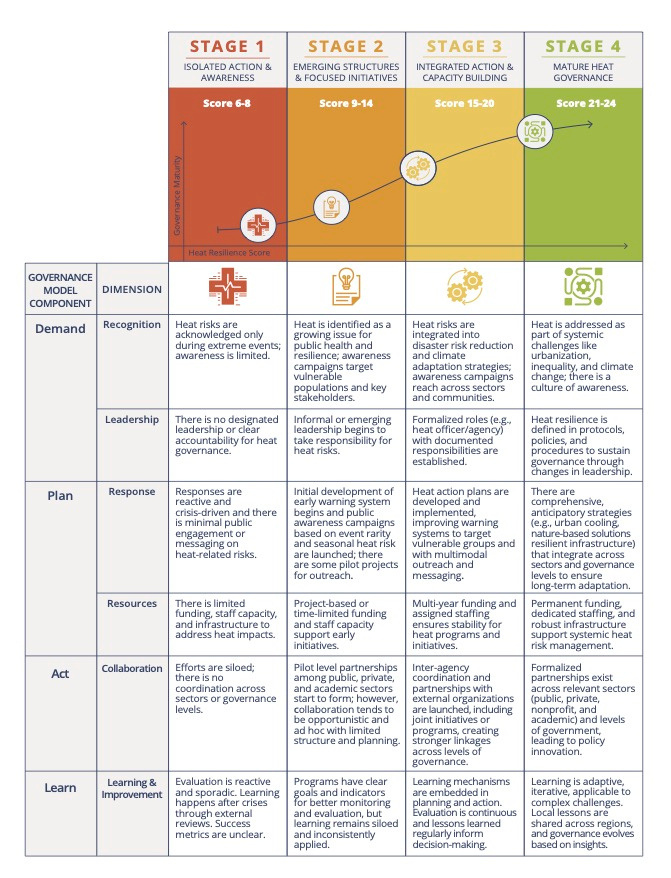 STAGE 1
ISOLATED ACTION &
AWARENESS
STAGE 2
EMERGING STRUCTURES
& FOCUSED INITIATIVES
STAGE 3
INTEGRATED ACTION &
CAPACITY BUILDING
STAGE 4
MATURE HEAT
GOVERNANCE
Score 6-8
Score 9-14
Score 15-20
Score 21-24
Governance Maturity
Heat Resilience Score
GOVERNANCE
MODEL
COMPONENT
DIMENSION
Demand
Recognition
Heat risks are
acknowledged only
during extreme events;
awareness is limited.
Heat is identified as a
growing issue for
public health and
resilience; awareness
campaigns target
vulnerable
populations and key
stakeholders.
Heat risks are
integrated into
disaster risk reduction
and climate
adaptation strategies;
awareness campaigns
reach across sectors
and communities.
Heat is addressed as
part of systemic
challenges like
urbanization,
inequality, and climate
change; there is a
culture of awareness.
Leadership
There is no designated
leadership or clear
accountability for heat
governance.
Informal or emerging
leadership begins to
take responsibility for
heat risks.
Formalized roles (e.g.,
heat officer/agency)
with documented
responsibilities are
established.
Heat resilience is
defined in protocols,
policies, and
procedures to sustain
governance through
changes in leadership.
Plan
Response
Responses are
reactive and
crisis-driven and there
is minimal public
engagement or
messaging on
heat-related risks.
Initial development of
early warning system
begins and public
awareness campaigns
based on event rarity
and seasonal heat risk
are launched; there
are some pilot projects
for outreach.
Heat action plans are
developed and
implemented,
improving warning
systems to target
vulnerable groups and
with multimodal
outreach and
messaging.
There are
comprehensive,
anticipatory strategies
(e.g., urban cooling,
nature-based solutions
resilient infrastructure)
that integrate across
sectors and governance
levels to ensure
long-term adaptation.
Resources
There is limited
funding, staff capacity,
and infrastructure to
address heat impacts.
Project-based or
time-limited funding
and staff capacity
support early
initiatives.
Multi-year funding and
assigned staffing
ensures stability for
heat programs and
initiatives.
Permanent funding,
dedicated staffing, and
robust infrastructure
support systemic heat
risk management.
Act
Collaboration
Efforts are siloed;
there is no
coordination across
sectors or governance
levels.
Pilot level partnerships
among public, private,
and academic sectors
start to form; however,
collaboration tends to
be opportunistic and
ad hoc with limited
structure and planning.
Inter-agency
coordination and
partnerships with
external organizations
are launched, including
joint initiatives or
programs, creating
stronger linkages
across levels of
governance.
Formalized
partnerships exist
across relevant sectors
(public, private,
nonprofit, and
academic) and levels
of government,
leading to policy
innovation.
Learn
Learning &
Improvement
Evaluation is reactive
and sporadic. Learning
happens after crises
through external
reviews. Success
metrics are unclear.
Programs have clear
goals and indicators
for better monitoring
and evaluation, but
learning remains siloed
and inconsistently
applied.
Learning mechanisms
are embedded in
planning and action.
Evaluation is continuous
and lessons learned
regularly inform
decision-making.
Learning is adaptive,
iterative, applicable to
complex challenges.
Local lessons are
shared across regions,
and governance evolves
based on insights.